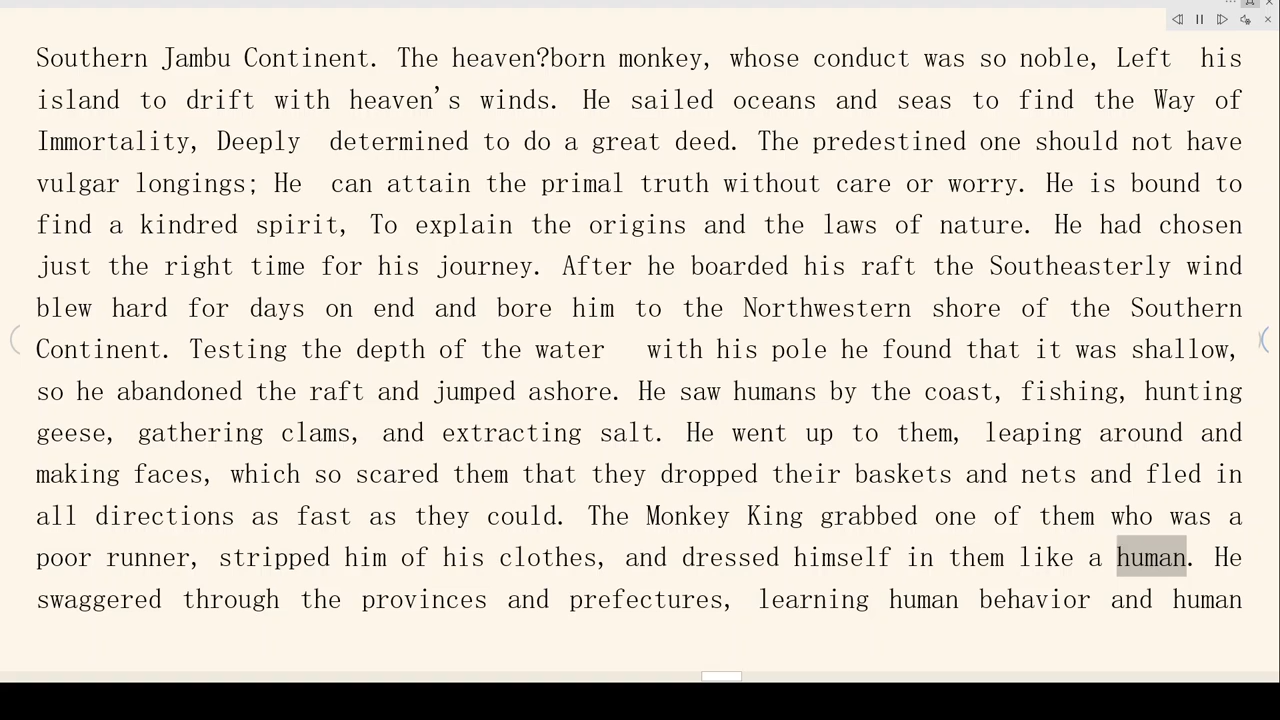 Southern Jambu Continent. The heaven?born monkey, whose conduct was so noble, Left his
island to drift with heaven's winds. He sailed oceans and seas to find the Way of
Immortality, Deeply determined to do a great deed. The predestined one should not have
vulgar longings; He can attain the primal truth without care or worry. He is bound to
find a kindred spirit, To explain the origins and the laws of nature. He had chosen
just the right time for his journey. After he boarded his raft the Southeasterly wind
blew hard for days on end and bore him to the Northwestern shore of the Southern
Continent. Testing the depth of the water with his pole he found that it was shallow,
so he abandoned the raft and jumped ashore. He saw humans by the coast, fishing, hunting
geese, gathering clams, and extracting salt. He went up to them, leaping around and
making faces, which so scared them that they dropped their baskets and nets and fled in
all directions as fast as they could. The Monkey King grabbed one of them who was a
poor runner, stripped him of his clothes, and dressed himself in them like a human. He
swaggered through the provinces and prefectures, learning human behavior and human